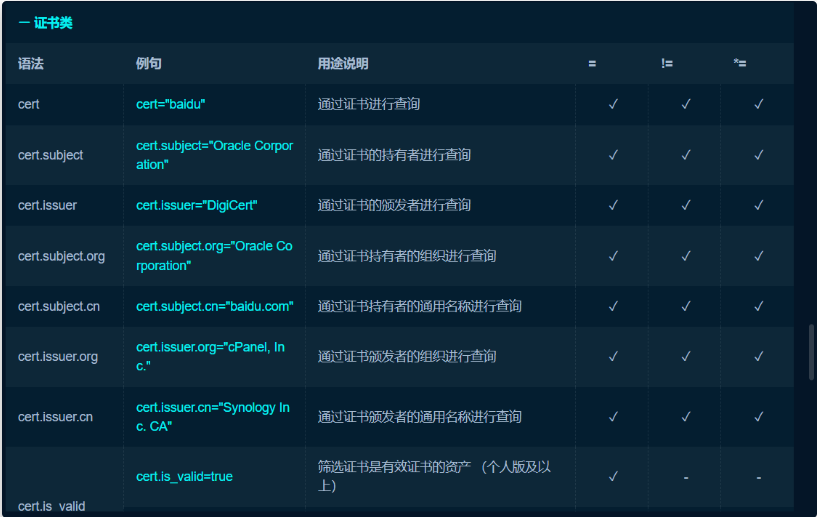 一 证书类
语法 例句 用途说明 = != *=
cert cert="baidu" 通过证书进行查询 ✓ ✓ ✓
cert.subject cert.subject="Oracle Corpor
ation" 通过证书的持有者进行查询 ✓ ✓ ✓
cert.issuer cert.issuer="DigiCert" 通过证书的颁发者进行查询 ✓ ✓ ✓
cert.subject.org cert.subject.org="Oracle Co
rporation" 通过证书持有者的组织进行查询 ✓ ✓ ✓
cert.subject.cn cert.subject.cn="baidu.com" 通过证书持有者的通用名称进行查询 ✓ ✓ ✓
cert.issuer.org cert.issuer.org="cPanel, In
c." 通过证书颁发者的组织进行查询 ✓ ✓ ✓
cert.issuer.cn cert.issuer.cn="Synology In
c. CA" 通过证书颁发者的通用名称进行查询 ✓ ✓ ✓
cert.is_valid=true 筛选证书是有效证书的资产 （个人版及以
上） ✓ - -
cert.is_valid